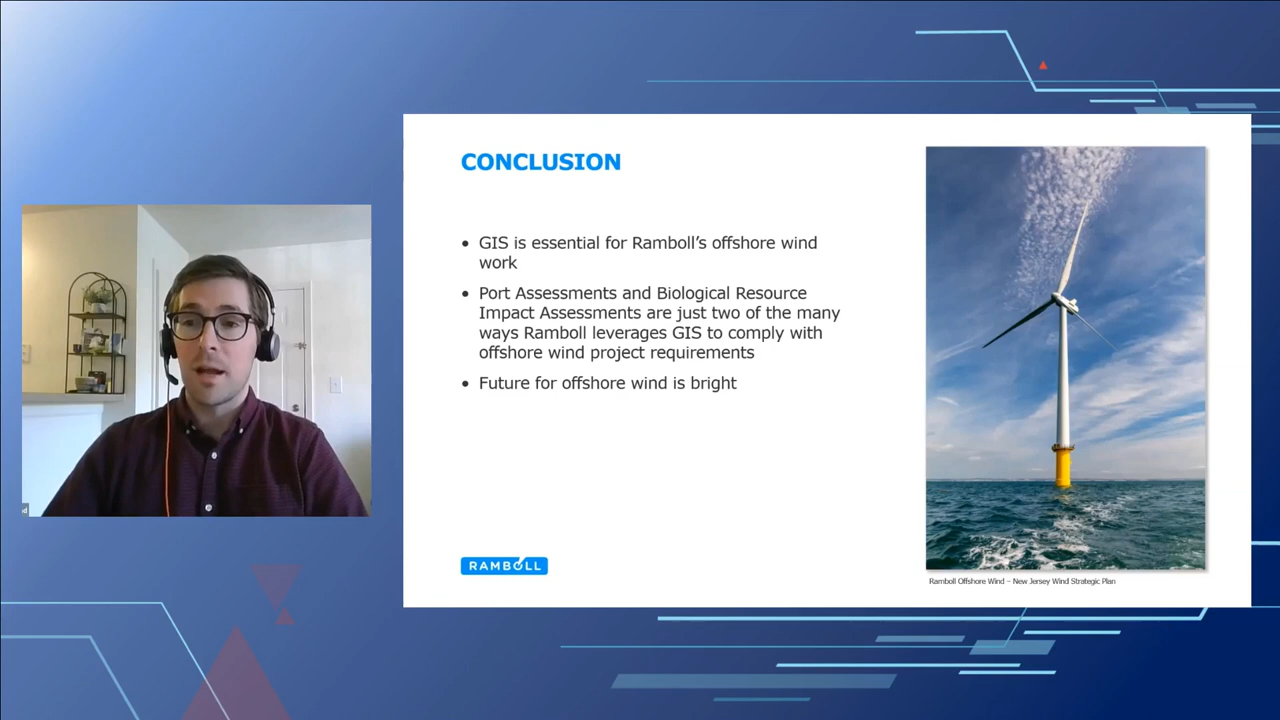 CONCLUSION
• GIS is essential for Ramboll's offshore wind
work
• Port Assessments and Biological Resource
Impact Assessments are just two of the many
ways Ramboll leverages GIS to comply with
offshore wind project requirements
• Future for offshore wind is bright
RAMBOLL
Ramboll Offshore Wind – New Jersey Wind Strategic Plan